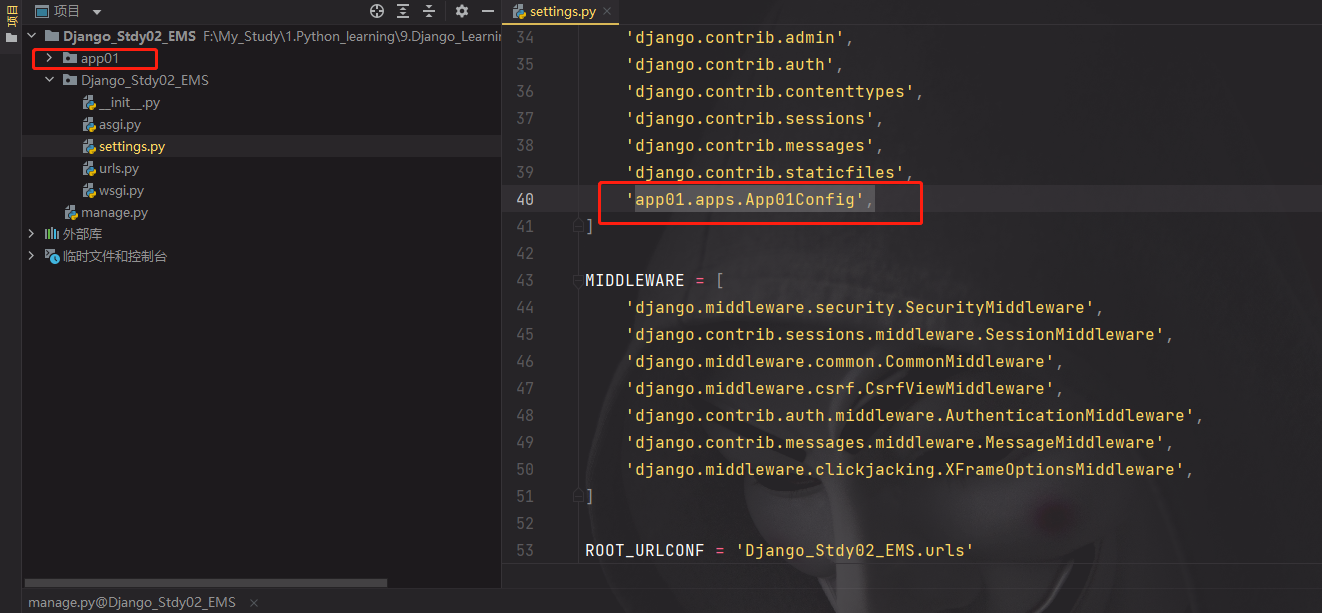 项目
项目
Django_Stdy02_EMS F:\My_Study\1.Python_learning\9.Django_Learnin
app01
Django_Stdy02_EMS
__init__.py
asgi.py
settings.py
urls.py
wsgi.py
manage.py
外部库
临时文件和控制台
settings.py
34 'django.contrib.admin',
35 'django.contrib.auth',
36 'django.contrib.contenttypes',
37 'django.contrib.sessions',
38 'django.contrib.messages',
39 'django.contrib.staticfiles',
40 'app01.apps.App01Config',
41 ]
42
43 MIDDLEWARE = [
44 'django.middleware.security.SecurityMiddleware',
45 'django.contrib.sessions.middleware.SessionMiddleware',
46 'django.middleware.common.CommonMiddleware',
47 'django.middleware.csrf.CsrfViewMiddleware',
48 'django.contrib.auth.middleware.AuthenticationMiddleware',
49 'django.contrib.messages.middleware.MessageMiddleware',
50 'django.middleware.clickjacking.XFrameOptionsMiddleware',
51 ]
52
53 ROOT_URLCONF = 'Django_Stdy02_EMS.urls'
manage.py@Django_Stdy02_EMS